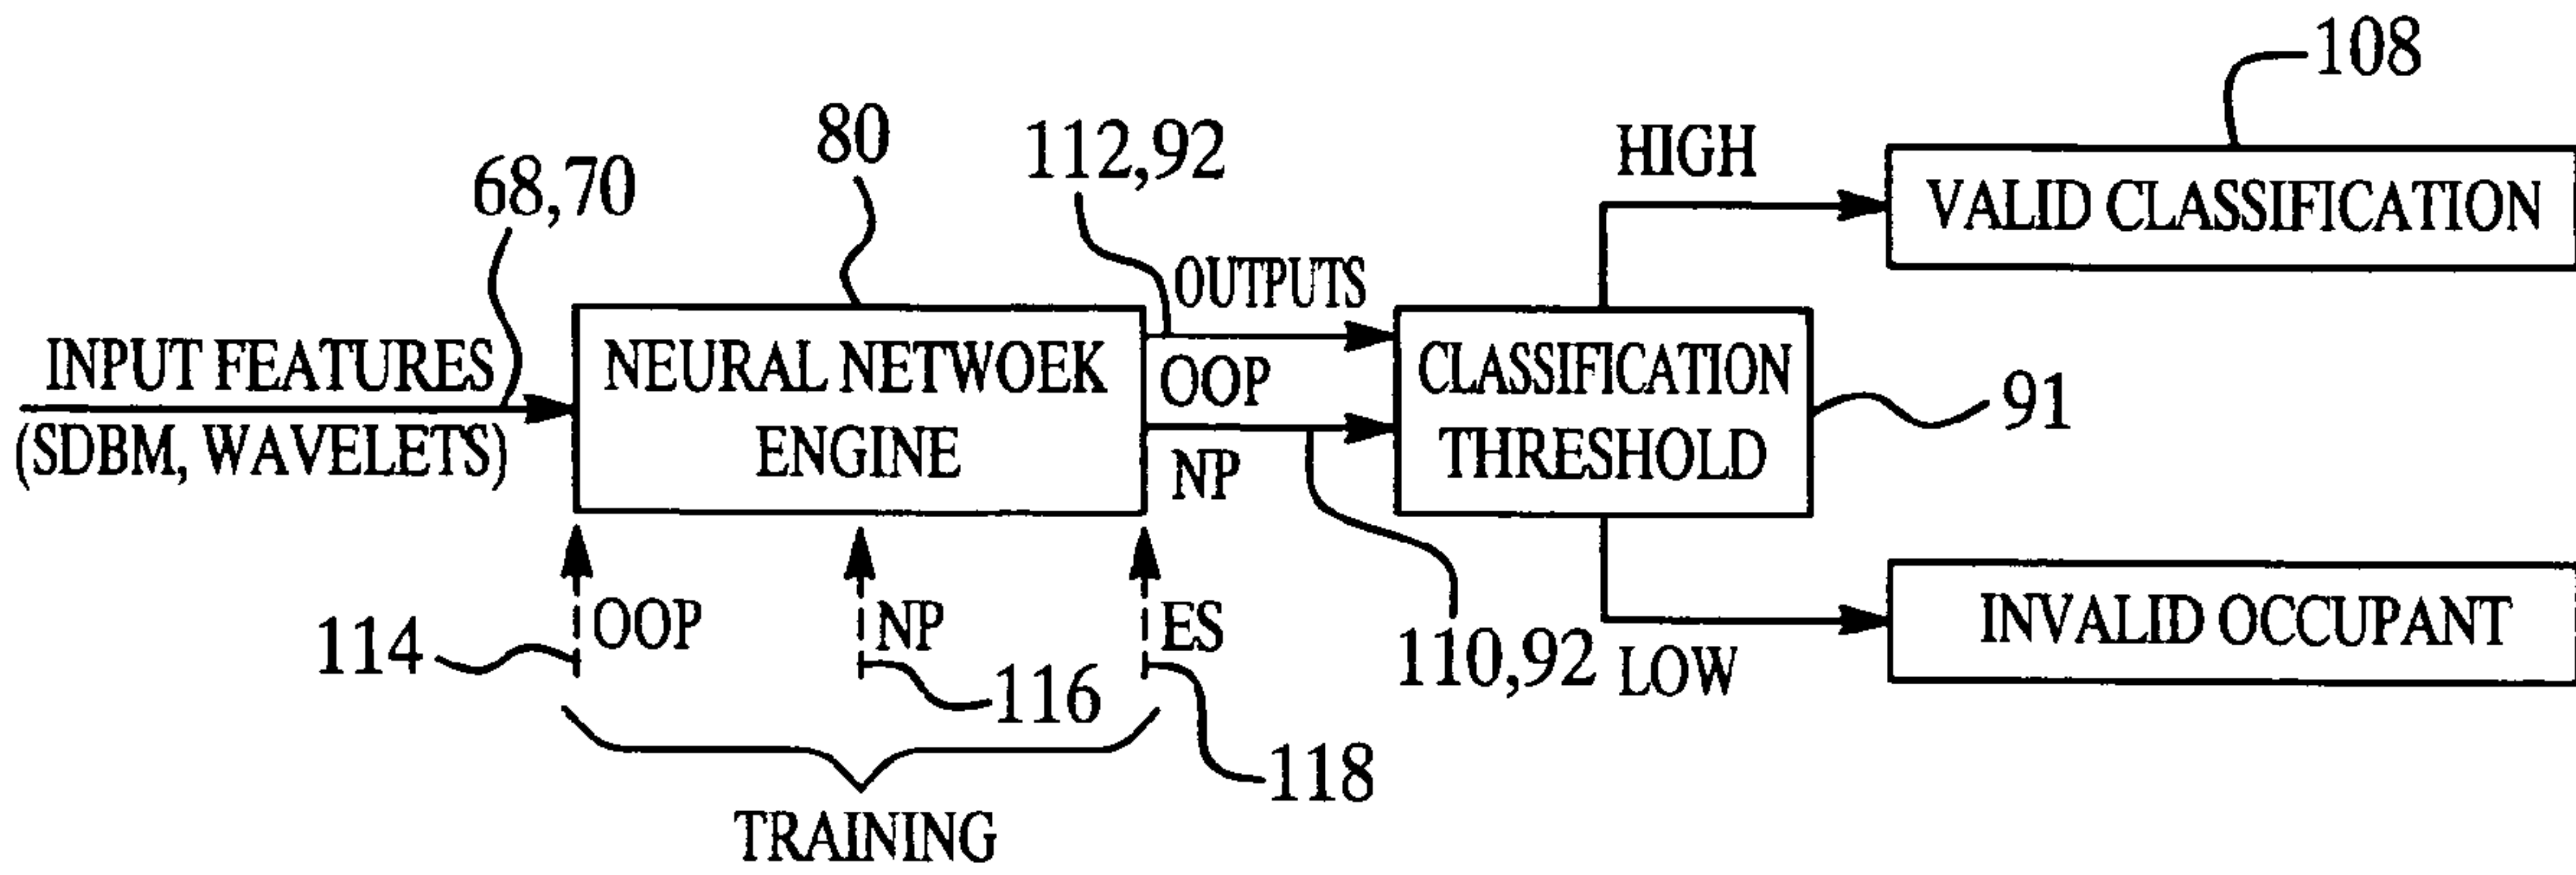 108
80
112,92
HIGH
68,70
VALID CLASSIFICATION
OUTPUTS
INPUT FEATURES
(SDBM, WAVELETS)
NEURAL NETWOEK
ENGINE
OOP
NP
CLASSIFICATION
THRESHOLD
91
114
OOP
NP
ES
116
118
110,92
LOW
INVALID OCCUPANT
TRAINING